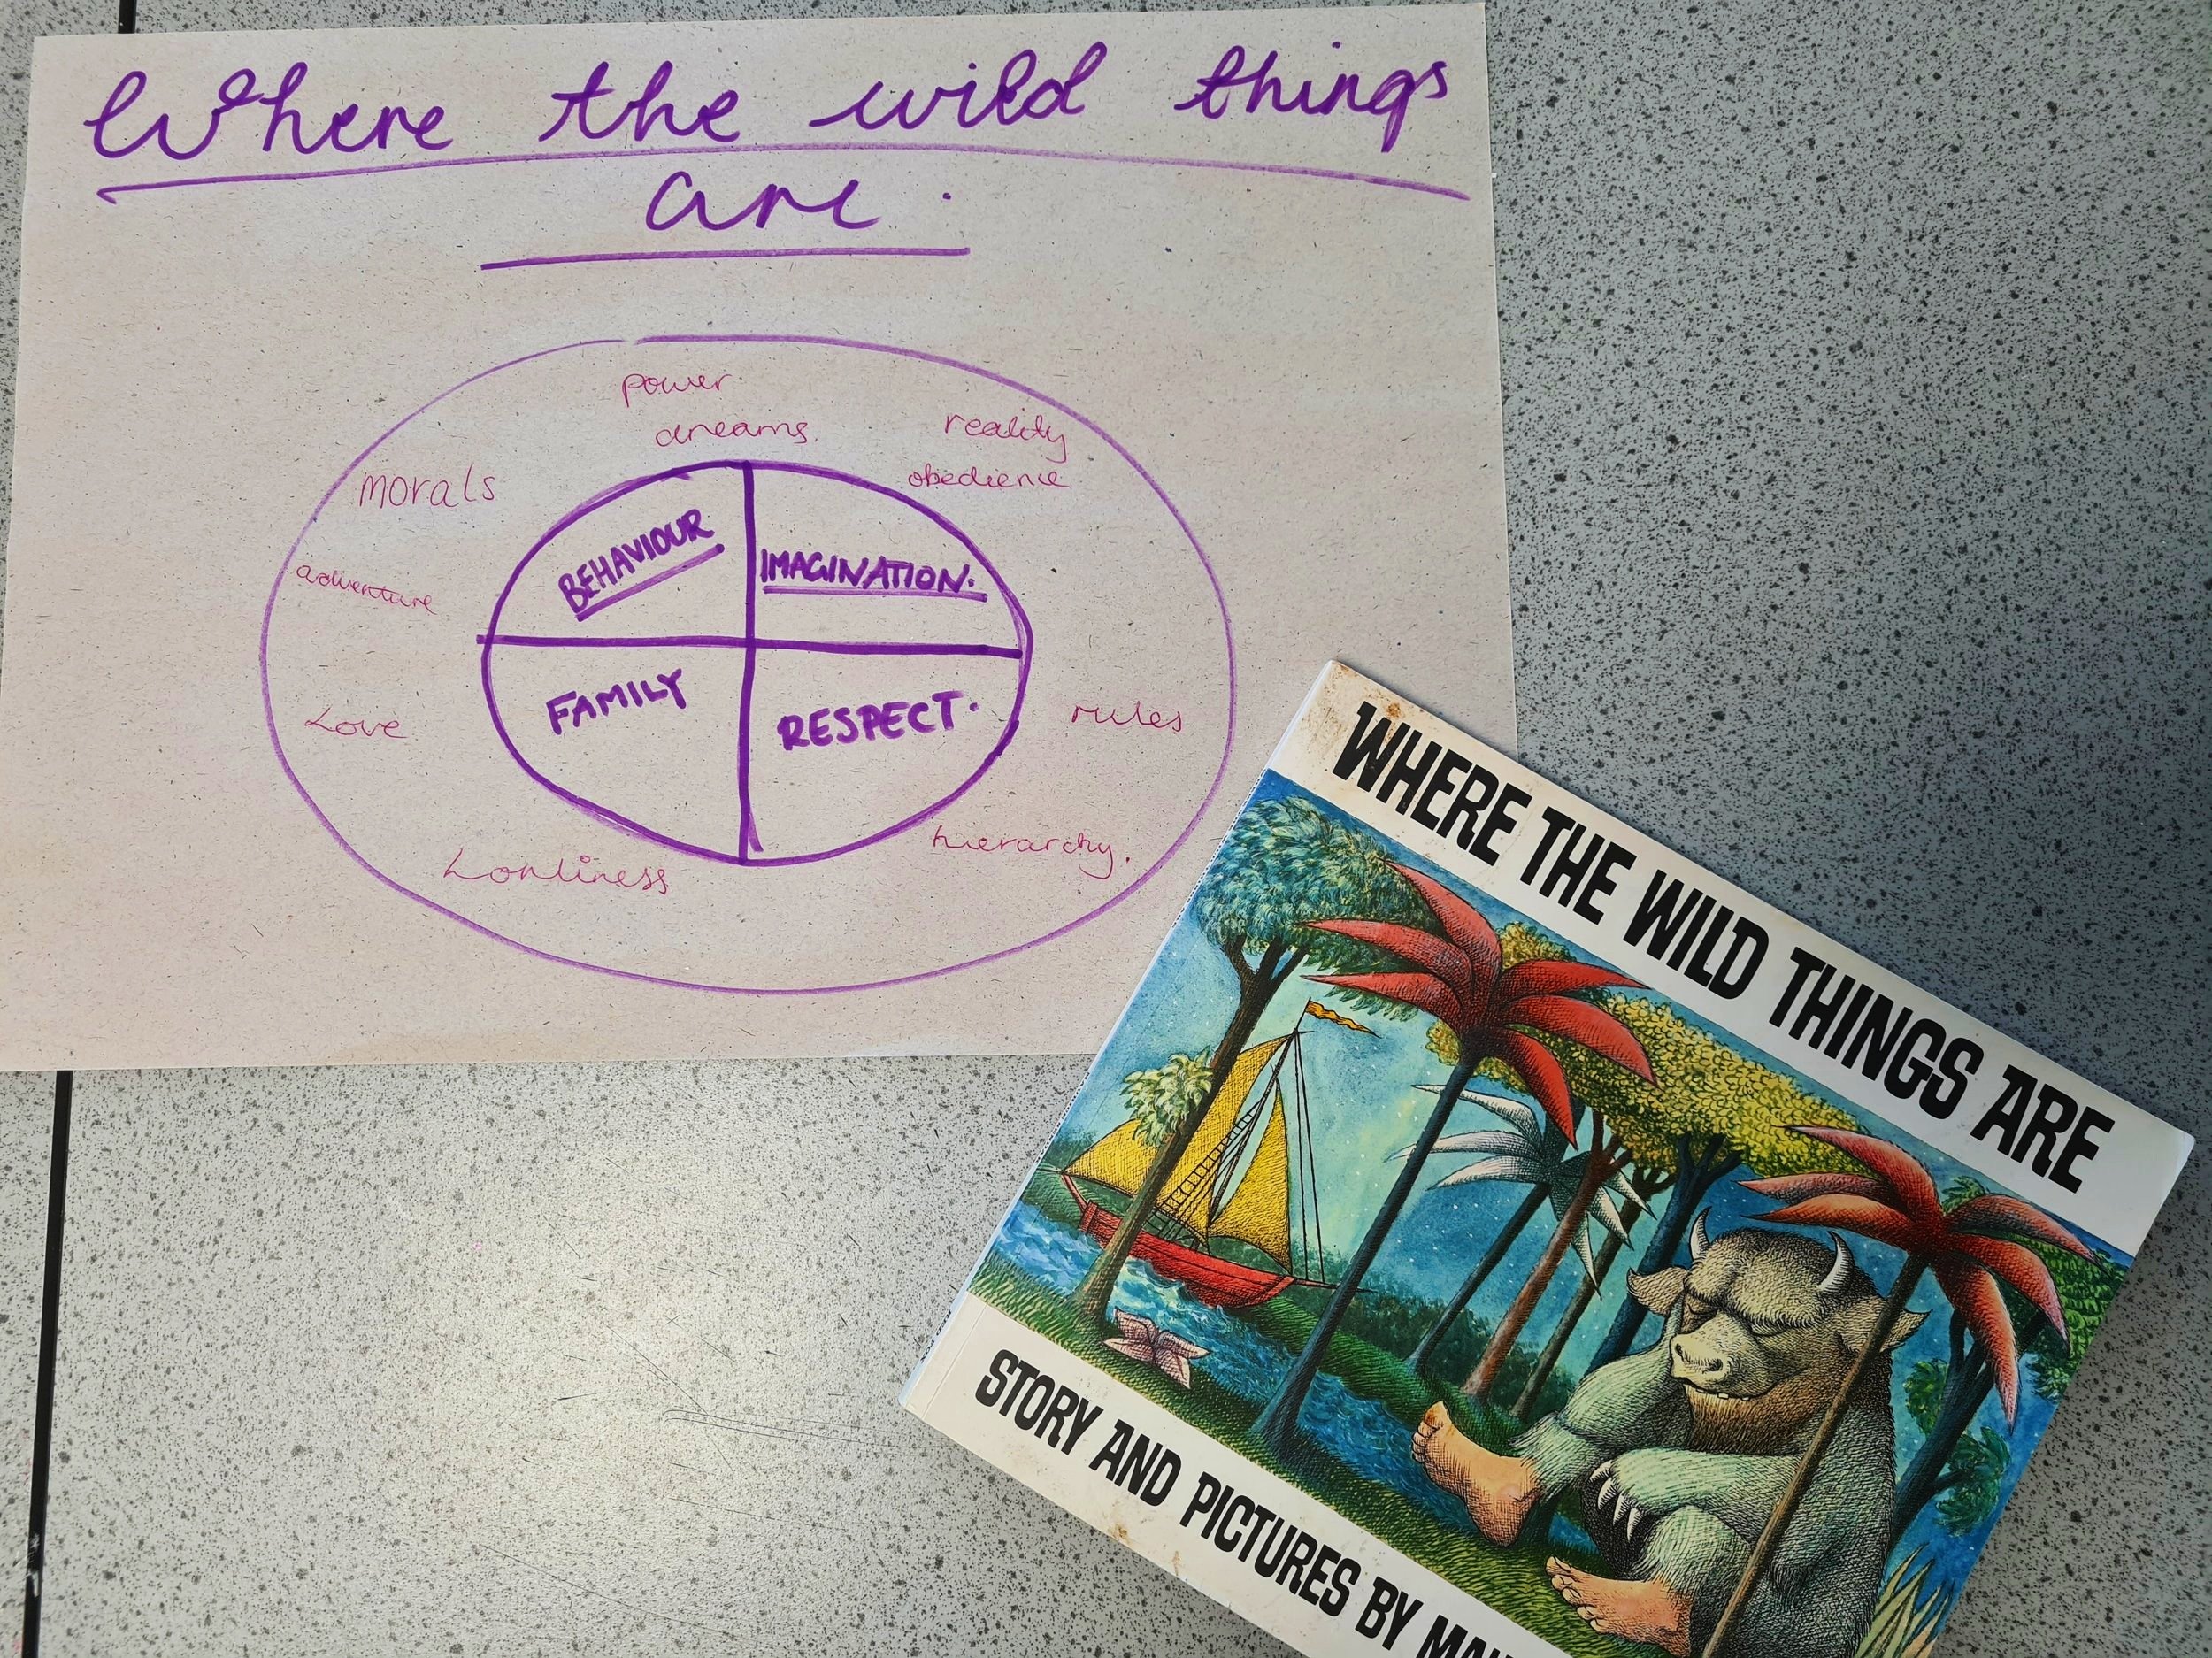 Where the wild things
are.
power.
dreams.
reality
obedience
morals
adventure
Love
Lonliness
rules
hierarchy.
BEHAVIOUR
IMAGINATION.
FAMILY
RESPECT.
WHERE THE WILD THINGS ARE
STORY AND PICTURES BY